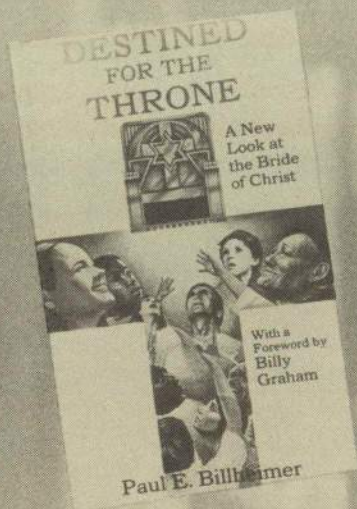 DESTINED
FOR THE
THRONE
A New
Look at
the Bride
of Christ
With a
Foreword by
Billy
Graham
Paul E. Billheimer